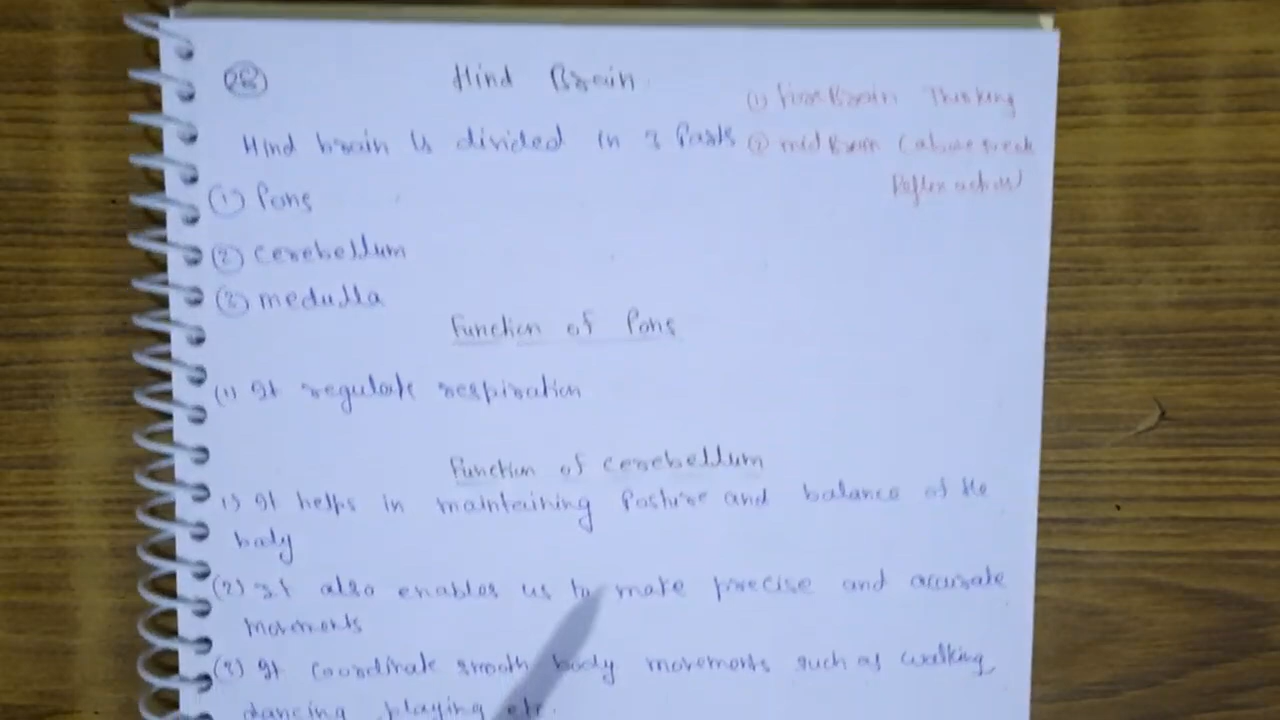 28
Hind Brain
(1) ForeBrain Thinking
Hind brain is divided in 3 Parts
(2) midBrain (above neck
Reflex action)
(1) Pons
(2) cerebellum
(3) medulla
Function of Pons
(1) It regulate respiration
Function of cerebellum
1) It helps in maintaining Posture and balance of the
body
(2) It also enables us to make precise and accurate
movements
(3) It coordinate smooth body movements such as walking,
dancing playing etc.